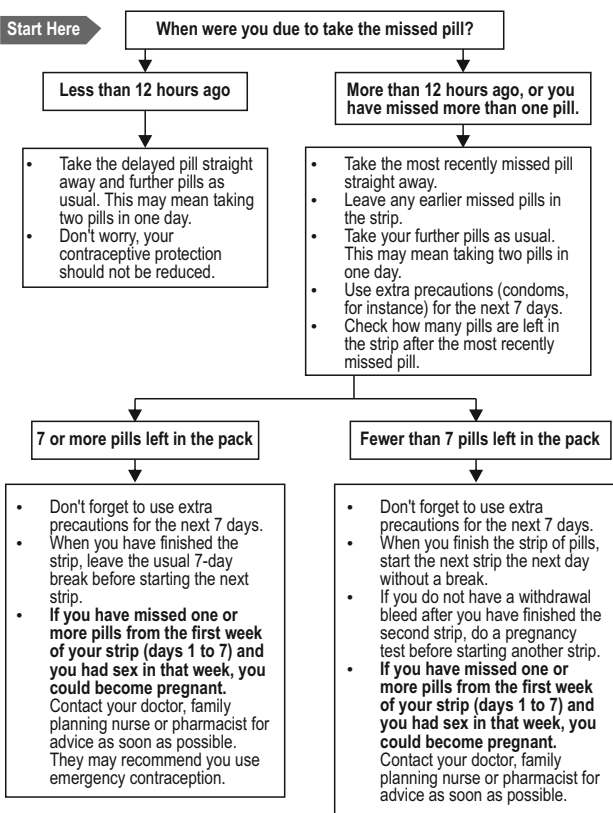 Start Here
When were you due to take the missed pill?
Less than 12 hours ago
More than 12 hours ago, or you
have missed more than one pill.
• Take the delayed pill straight
away and further pills as
usual. This may mean taking
two pills in one day.
• Don't worry, your
contraceptive protection
should not be reduced.
• Take the most recently missed pill
straight away.
• Leave any earlier missed pills in
the strip.
• Take your further pills as usual.
This may mean taking two pills in
one day.
• Use extra precautions (condoms,
for instance) for the next 7 days.
• Check how many pills are left in
the strip after the most recently
missed pill.
7 or more pills left in the pack
Fewer than 7 pills left in the pack
• Don't forget to use extra
precautions for the next 7 days.
• When you have finished the
strip, leave the usual 7-day
break before starting the next
strip.
• If you have missed one or
more pills from the first week
of your strip (days 1 to 7) and
you had sex in that week, you
could become pregnant.
Contact your doctor, family
planning nurse or pharmacist for
advice as soon as possible.
They may recommend you use
emergency contraception.
• Don't forget to use extra
precautions for the next 7 days.
• When you finish the strip of pills,
start the next strip the next day
without a break.
• If you do not have a withdrawal
bleed after you have finished the
second strip, do a pregnancy
test before starting another strip.
• If you have missed one or
more pills from the first week
of your strip (days 1 to 7) and
you had sex in that week, you
could become pregnant.
Contact your doctor, family
planning nurse or pharmacist for
advice as soon as possible.